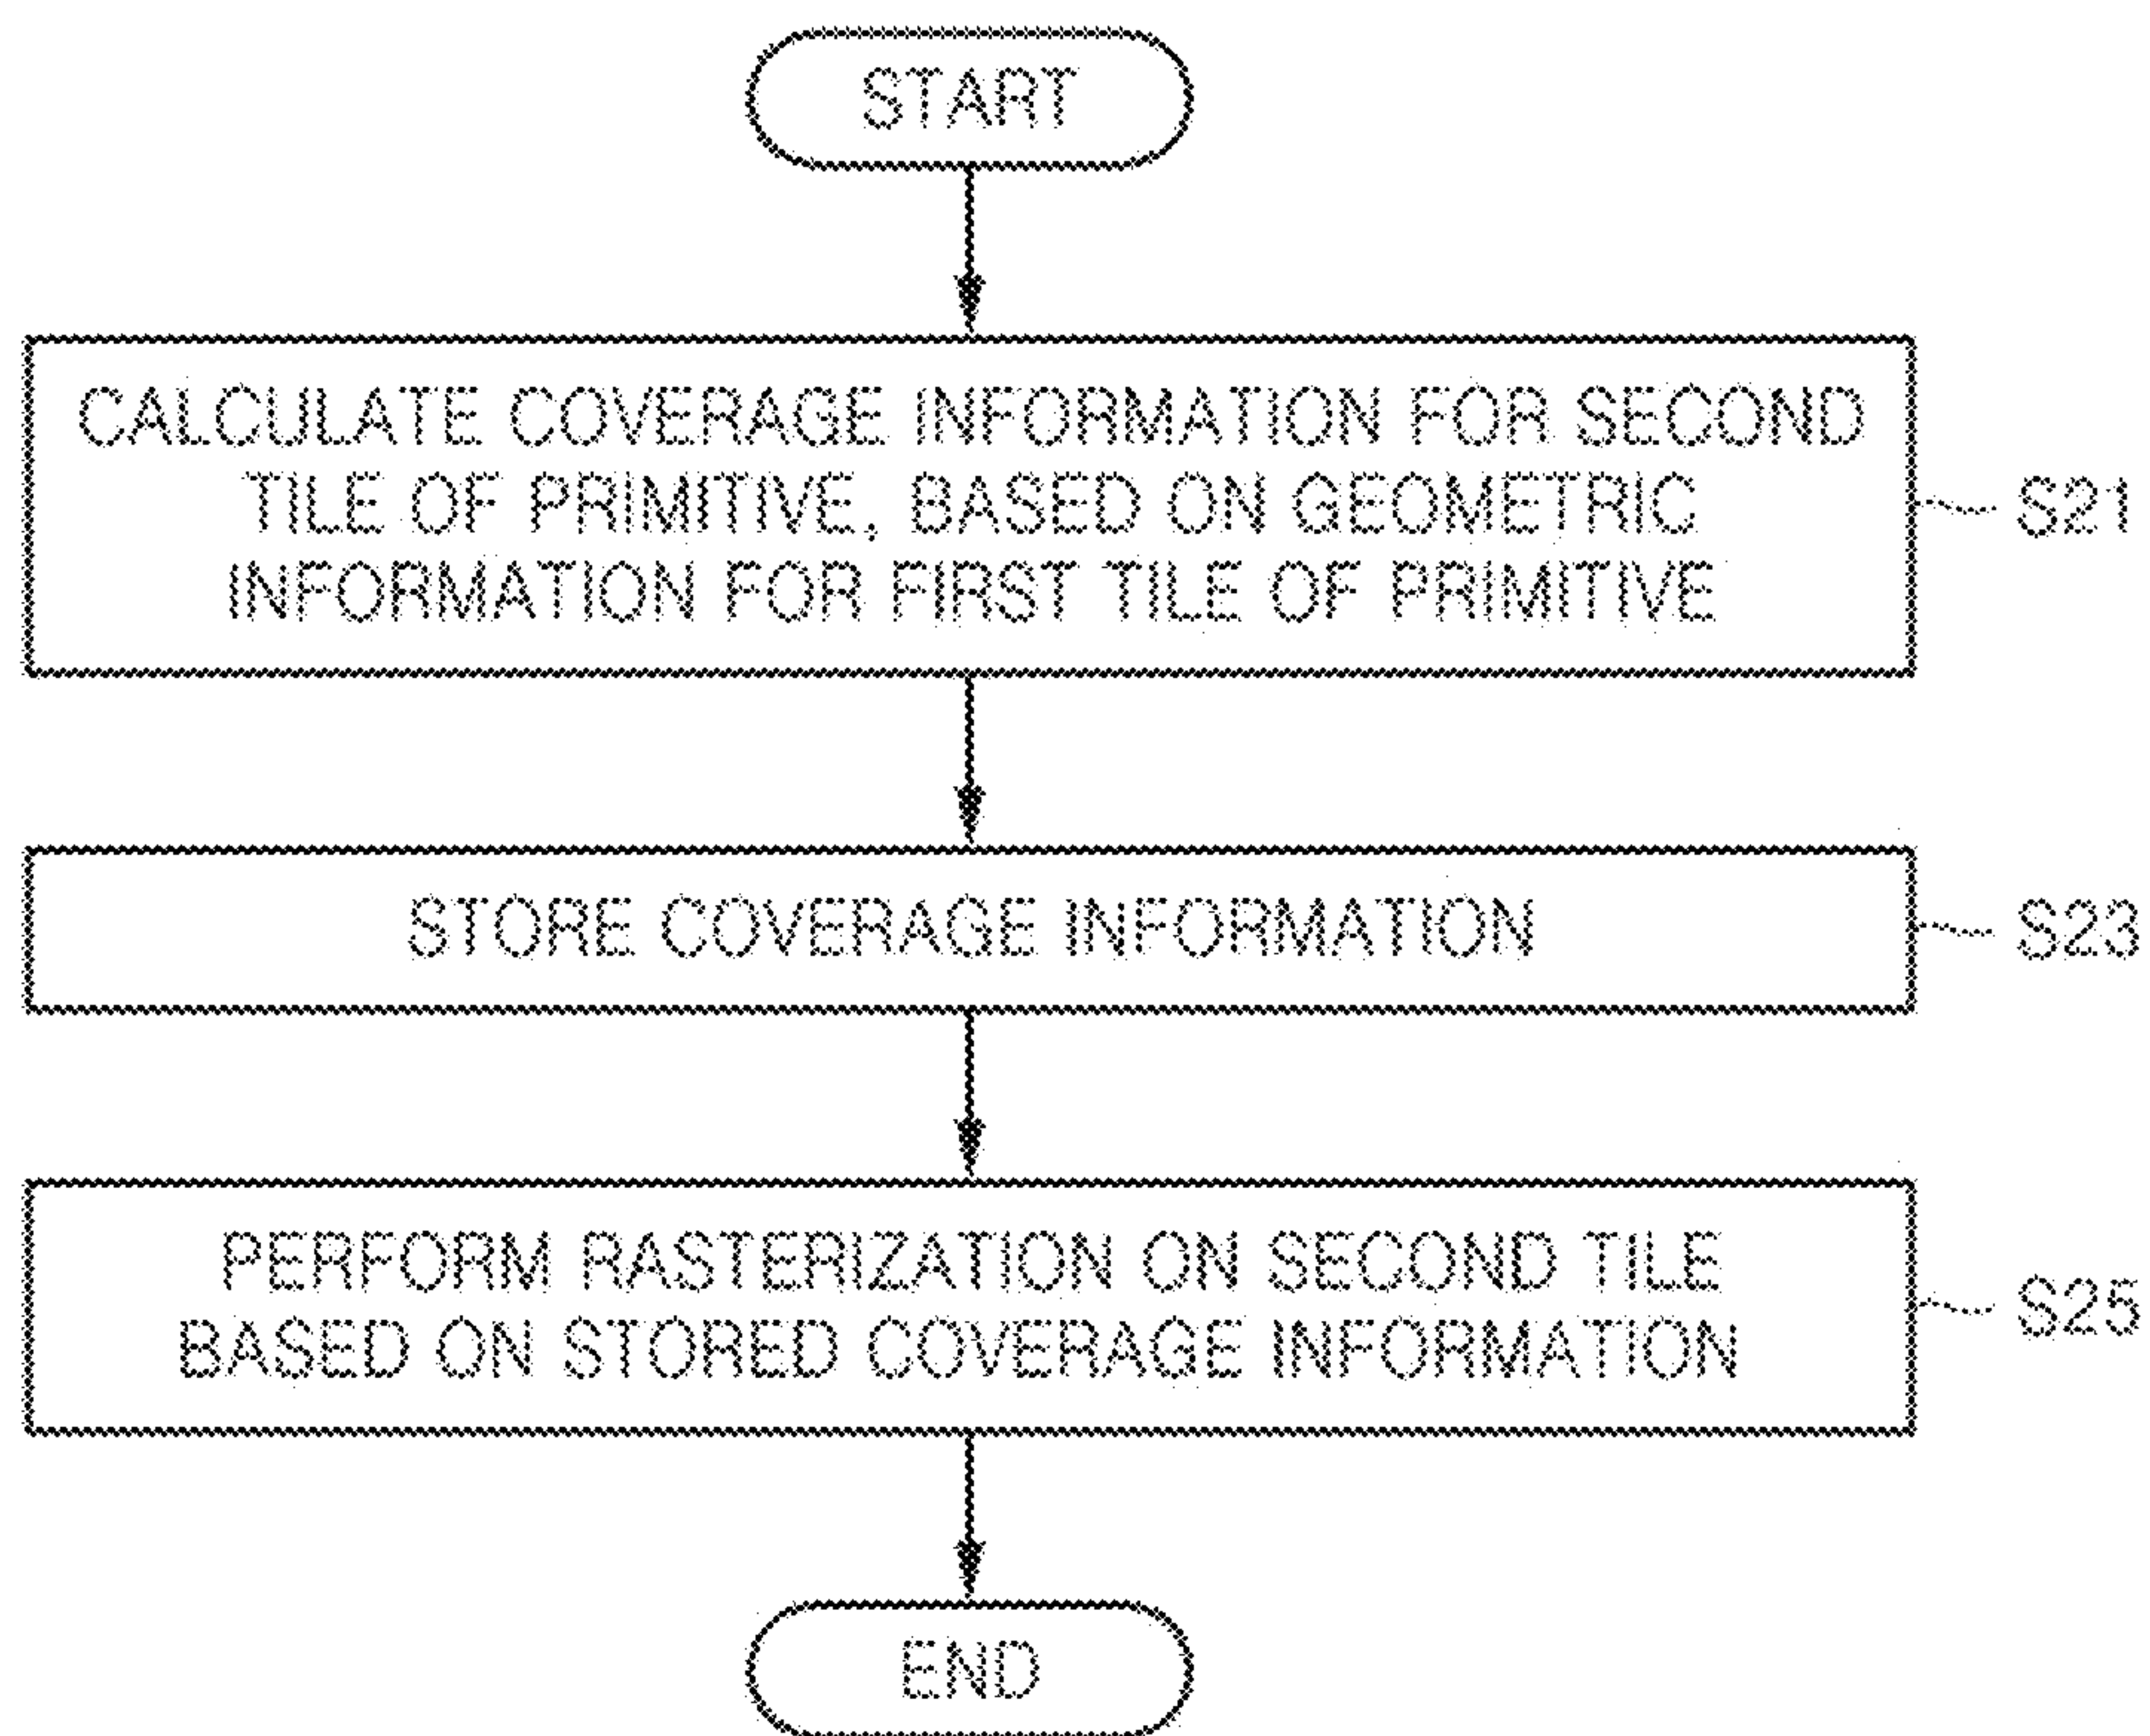 START
CALCULATE COVERAGE INFORMATION FOR SECOND
TILE OF PRIMITIVE, BASED ON GEOMETRIC
INFORMATION FOR FIRST TILE OF PRIMITIVE
S21
STORE COVERAGE INFORMATION
S23
PERFORM RASTERIZATION ON SECOND TILE
BASED ON STORED COVERAGE INFORMATION
S25
END